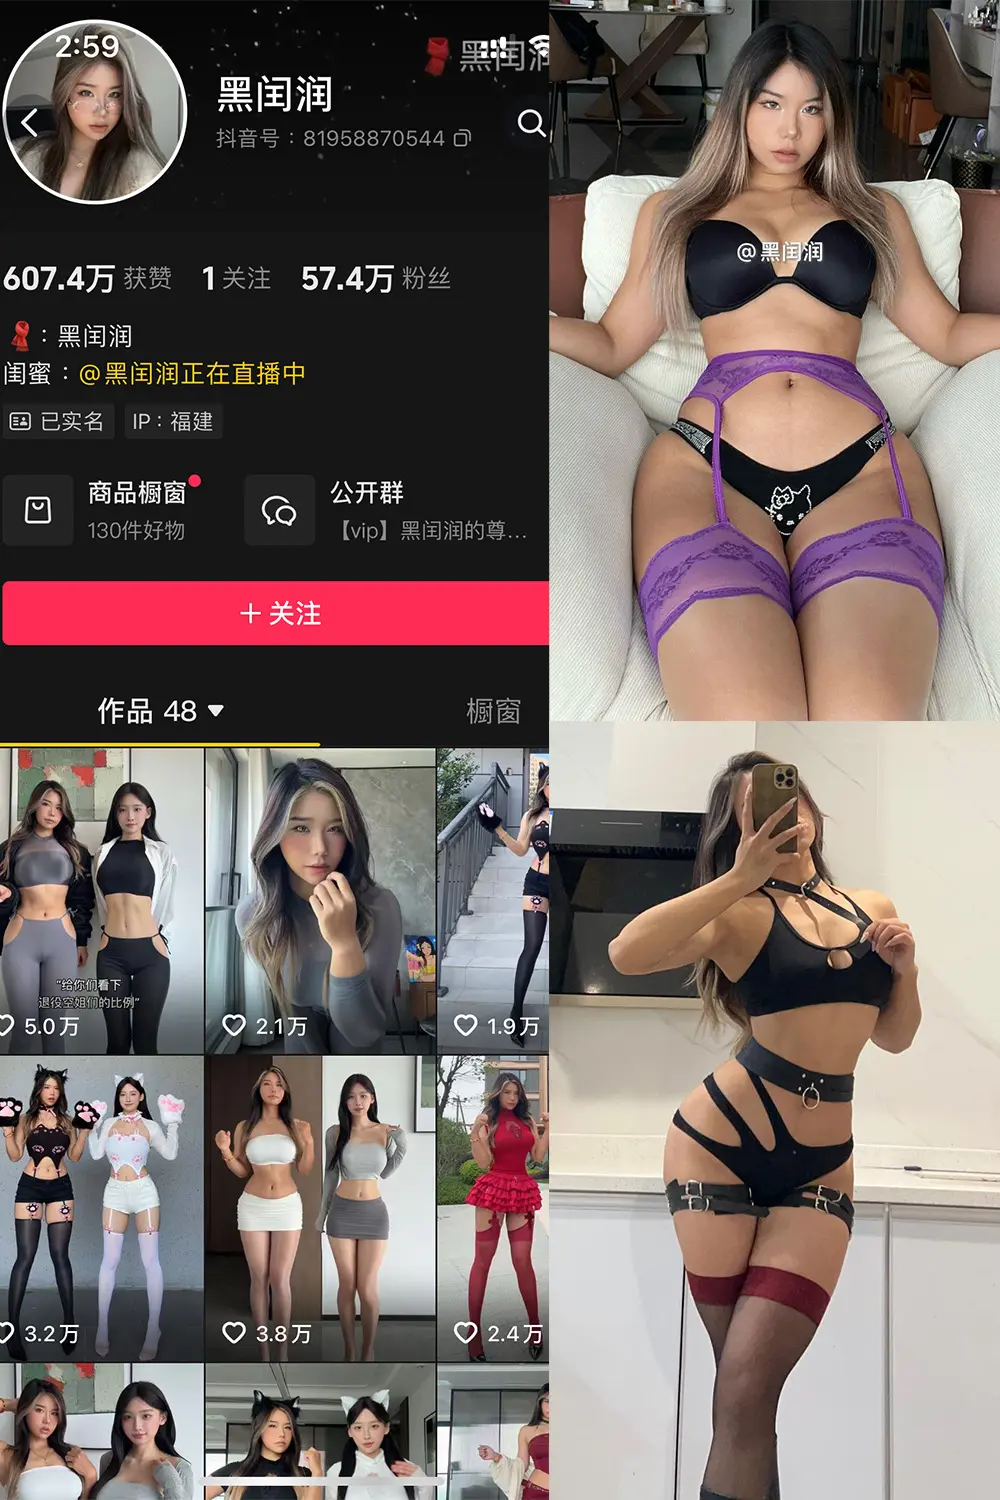 2:59
黑闰润
黑闰润
抖音号：81958870544
607.4万 获赞 1 关注 57.4万 粉丝
：黑闰润
闺蜜：@黑闰润正在直播中
已实名 IP：福建
商品橱窗
130件好物
公开群
【vip】黑闰润的尊...
+ 关注
作品 48
橱窗
“给你们看下
退役空姐们的比例”
5.0万
2.1万
1.9万
3.2万
3.8万
2.4万
@黑闰润